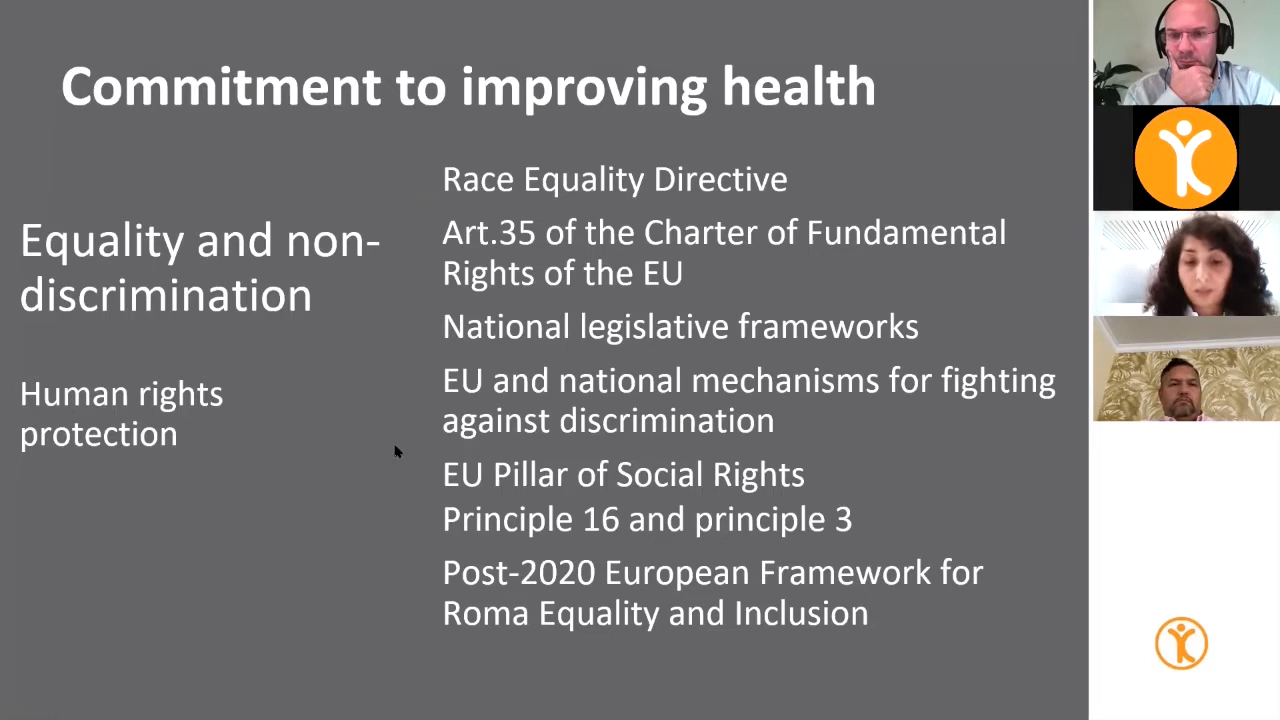 Commitment to improving health
Equality and non-
discrimination
Human rights
protection
Race Equality Directive
Art.35 of the Charter of Fundamental
Rights of the EU
National legislative frameworks
EU and national mechanisms for fighting
against discrimination
EU Pillar of Social Rights
Principle 16 and principle 3
Post-2020 European Framework for
Roma Equality and Inclusion